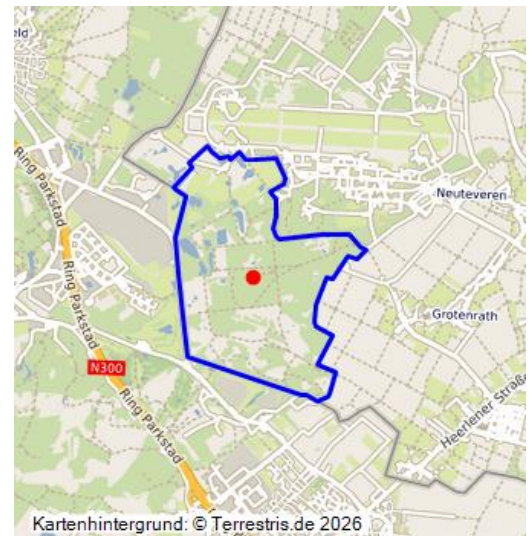 eld
Ring Parkstad
Ring Parkstad
Neuteveren
Grotenrath
N300
Heerlener Straße
Ring Parkstad
Kartenhintergrund: © Terrestris.de 2026